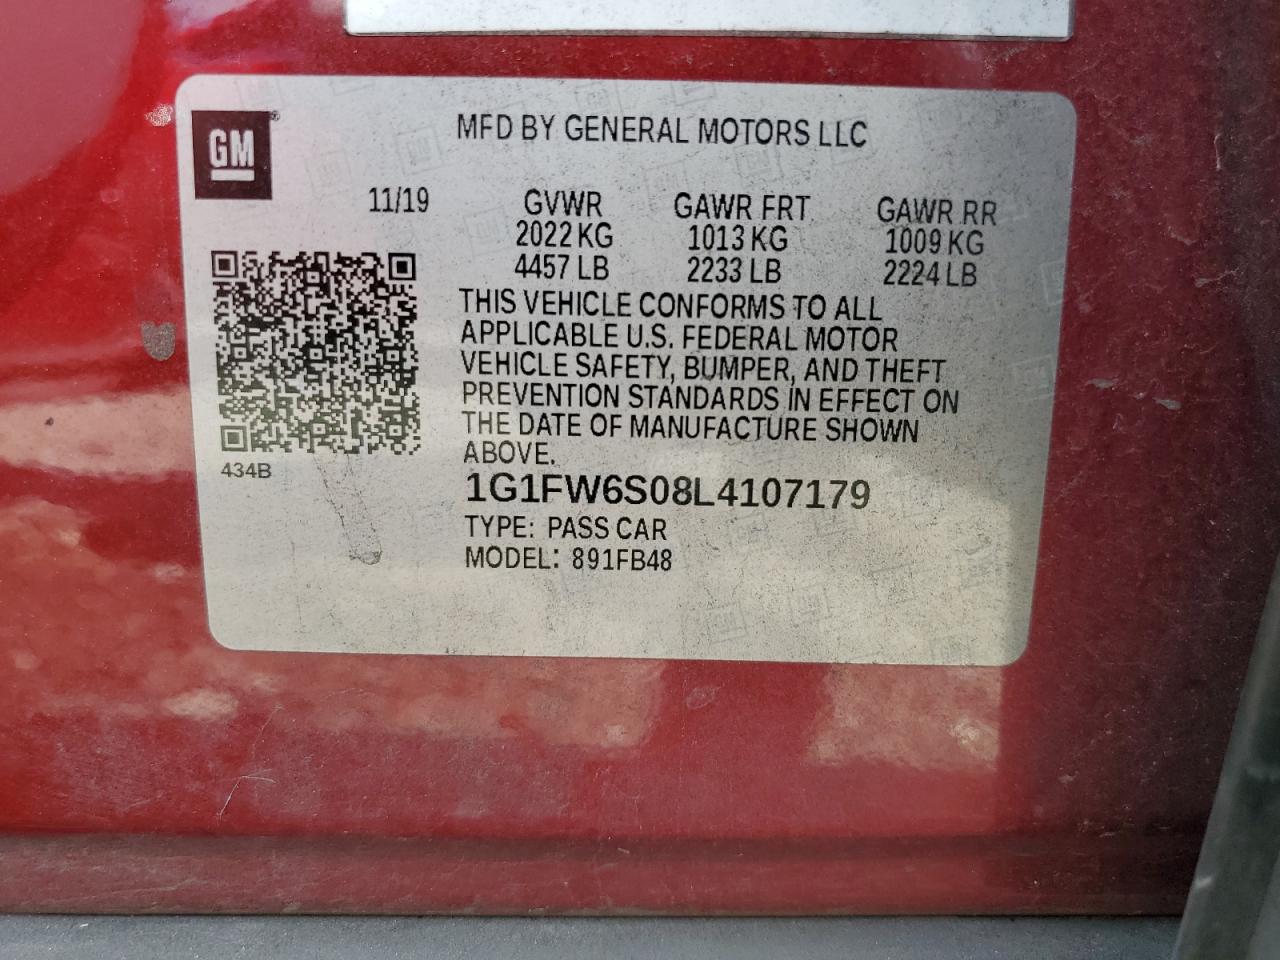 GM®
MFD BY GENERAL MOTORS LLC
11/19 GVWR GAWR FRT GAWR RR
2022 KG 1013 KG 1009 KG
4457 LB 2233 LB 2224 LB
THIS VEHICLE CONFORMS TO ALL
APPLICABLE U.S. FEDERAL MOTOR
VEHICLE SAFETY, BUMPER, AND THEFT
PREVENTION STANDARDS IN EFFECT ON
THE DATE OF MANUFACTURE SHOWN
ABOVE.
434B
1G1FW6S08L4107179
TYPE: PASS CAR
MODEL: 891FB48